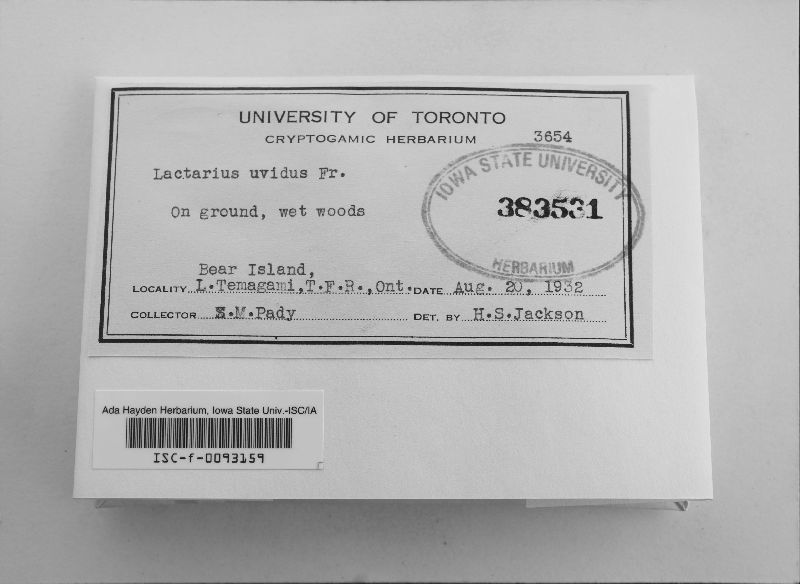 UNIVERSITY OF TORONTO
CRYPTOGAMIC HERBARIUM 3654
Lactarius uvidus Fr.
IOWA STATE UNIVERSITY
383531
HERBARIUM
On ground, wet woods
Bear Island,
LOCALITY L.Temagami,T.F.R.,Ont. DATE Aug. 20, 1932
COLLECTOR S.M.Pady DET. BY H.S.Jackson
Ada Hayden Herbarium, Iowa State Univ.-ISC/IA
ISC-f-0093159